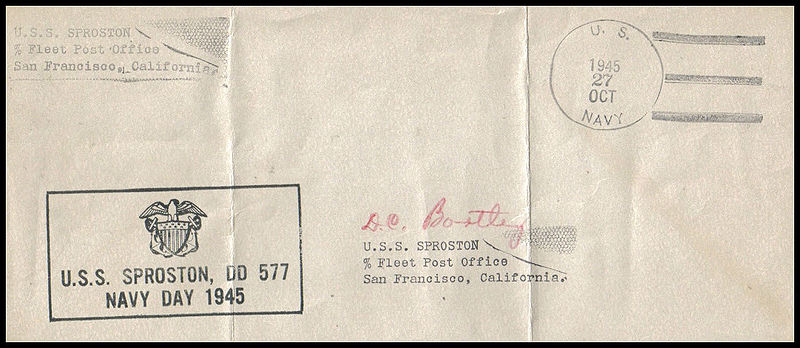 U.S.S. SPROSTON
% Fleet Post Office
San Francisco, California.
U. S.
1945
27
OCT
NAVY
D.C. Bostley
U.S.S. SPROSTON
% Fleet Post Office
San Francisco, California.
U.S.S. SPROSTON, DD 577
NAVY DAY 1945